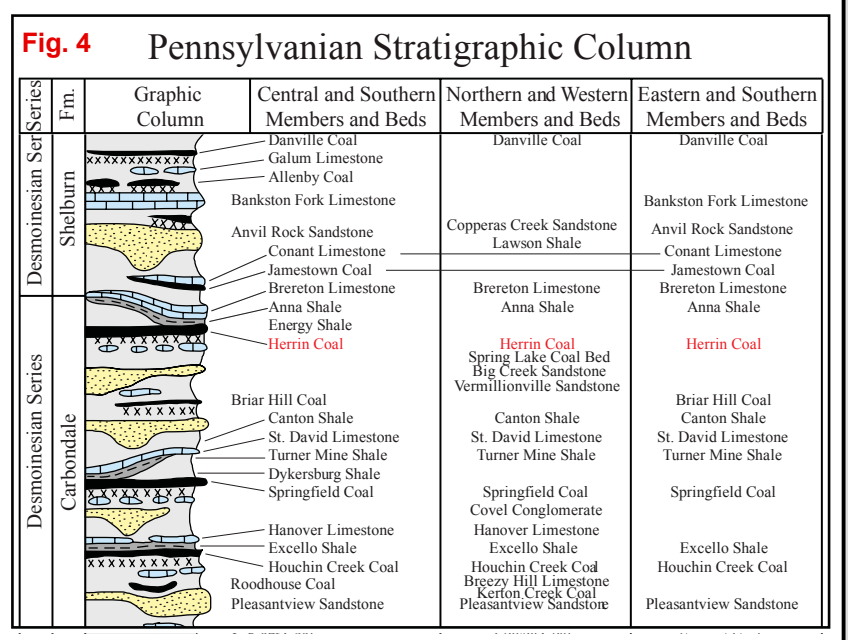 Fig. 4
Pennsylvanian Stratigraphic Column
Series
Fm.
Graphic
Column
Central and Southern
Members and Beds
Northern and Western
Members and Beds
Eastern and Southern
Members and Beds
Desmoinesian Ser
Shelburn
Desmoinesian Series
Carbondale
Danville Coal
Galum Limestone
Allenby Coal
Bankston Fork Limestone
Anvil Rock Sandstone
Conant Limestone
Jamestown Coal
Brereton Limestone
Anna Shale
Energy Shale
Herrin Coal
Briar Hill Coal
Canton Shale
St. David Limestone
Turner Mine Shale
Dykersburg Shale
Springfield Coal
Hanover Limestone
Excello Shale
Houchin Creek Coal
Roodhouse Coal
Pleasantview Sandstone
Danville Coal
Copperas Creek Sandstone
Lawson Shale
Brereton Limestone
Anna Shale
Herrin Coal
Spring Lake Coal Bed
Big Creek Sandstone
Vermillionville Sandstone
Canton Shale
St. David Limestone
Turner Mine Shale
Springfield Coal
Covel Conglomerate
Hanover Limestone
Excello Shale
Houchin Creek Coal
Breezy Hill Limestone
Kerton Creek Coal
Pleasantview Sandstone
Danville Coal
Bankston Fork Limestone
Anvil Rock Sandstone
Conant Limestone
Jamestown Coal
Brereton Limestone
Anna Shale
Herrin Coal
Briar Hill Coal
Canton Shale
St. David Limestone
Turner Mine Shale
Springfield Coal
Excello Shale
Houchin Creek Coal
Pleasantview Sandstone